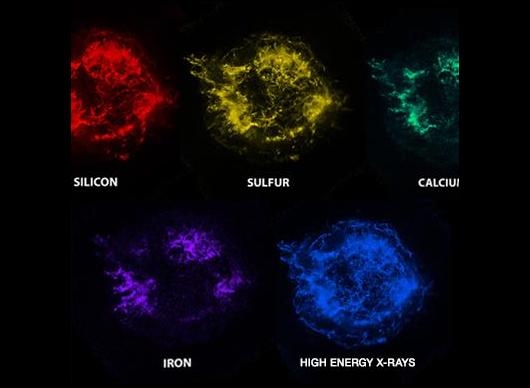 SILICON
SULFUR
CALCIU
IRON
HIGH ENERGY X-RAYS